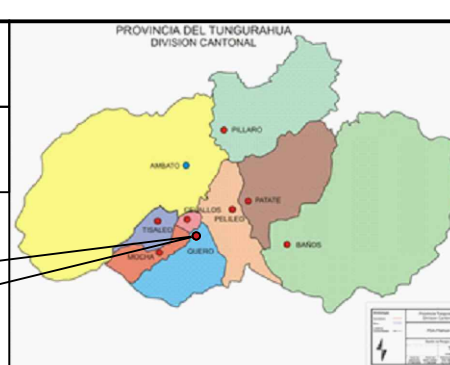 PROVINCIA DEL TUNGURAHUA
DIVISION CANTONAL
PILLARO
AMBATO
PATATE
CEVALLOS
PELILEO
TISALEO
BAÑOS
QUERO
MOCHA